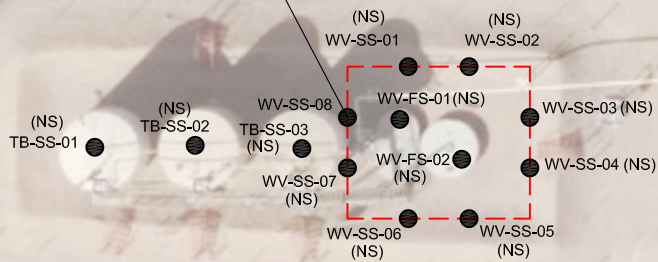 (NS)
WV-SS-01
(NS)
WV-SS-02
(NS)
TB-SS-01
(NS)
TB-SS-02
TB-SS-03
(NS)
WV-SS-08
WV-FS-01(NS)
WV-SS-03 (NS)
WV-FS-02
(NS)
WV-SS-04 (NS)
WV-SS-07
(NS)
WV-SS-06
(NS)
WV-SS-05
(NS)